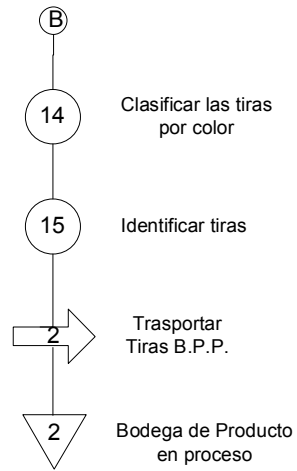 B
14
Clasificar las tiras
por color
15
Identificar tiras
2
Trasportar
Tiras B.P.P.
2
Bodega de Producto
en proceso